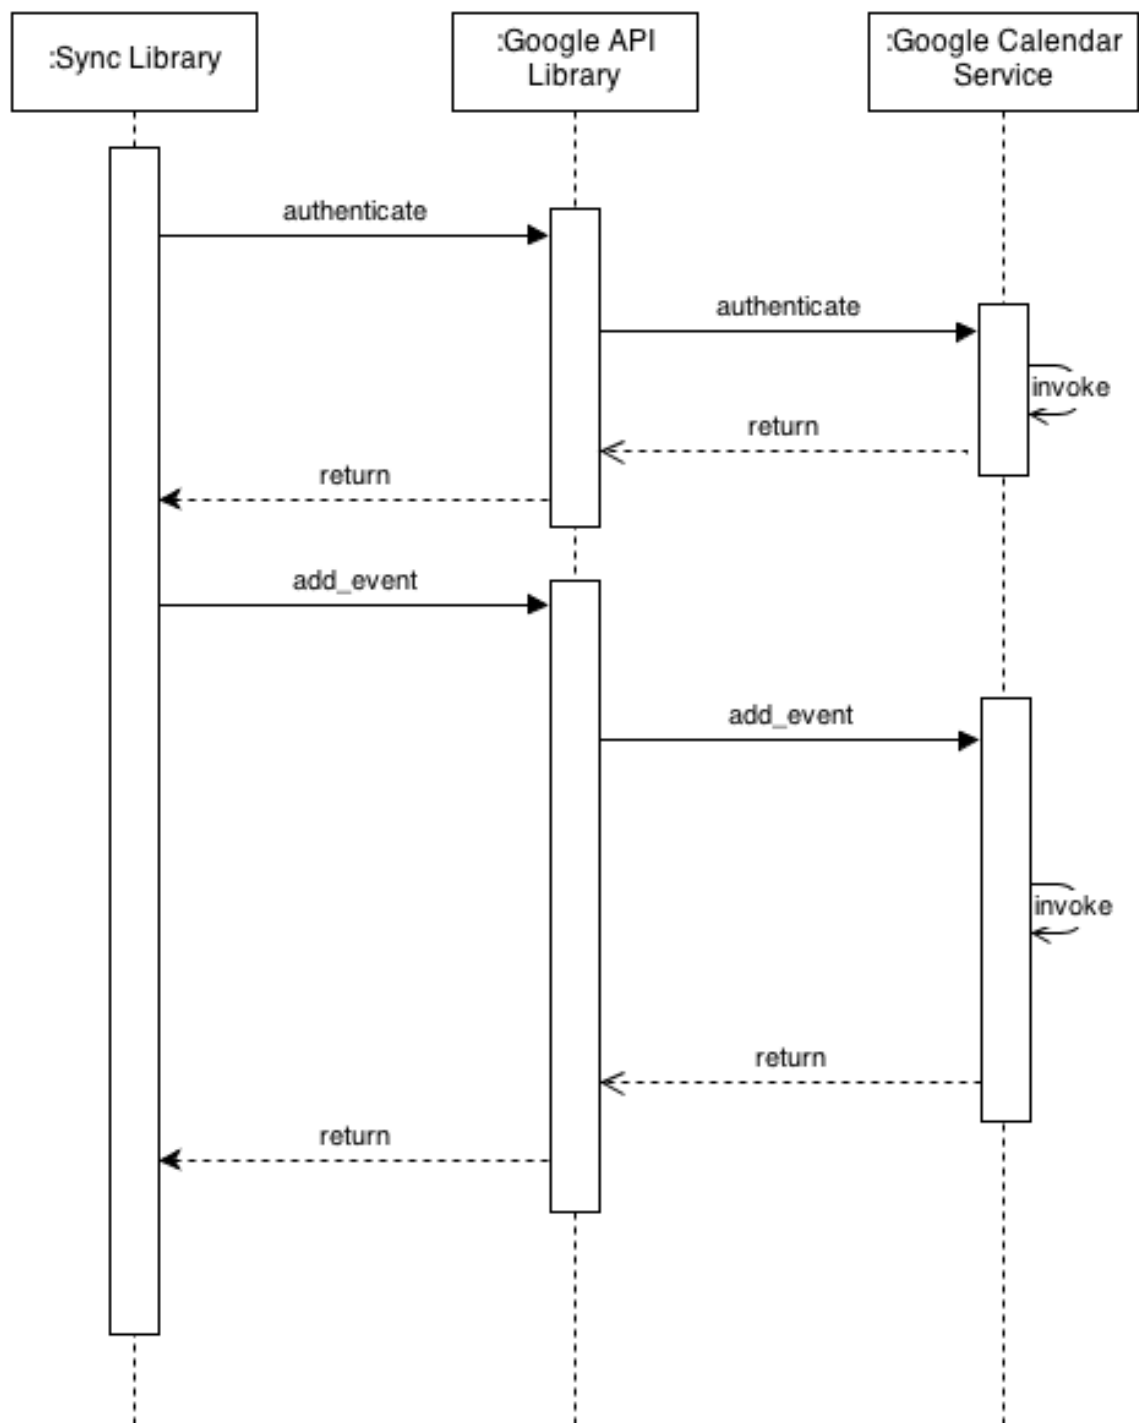 :Sync Library
:Google API
Library
:Google Calendar
Service
authenticate
authenticate
invoke
return
return
add_event
add_event
invoke
return
return